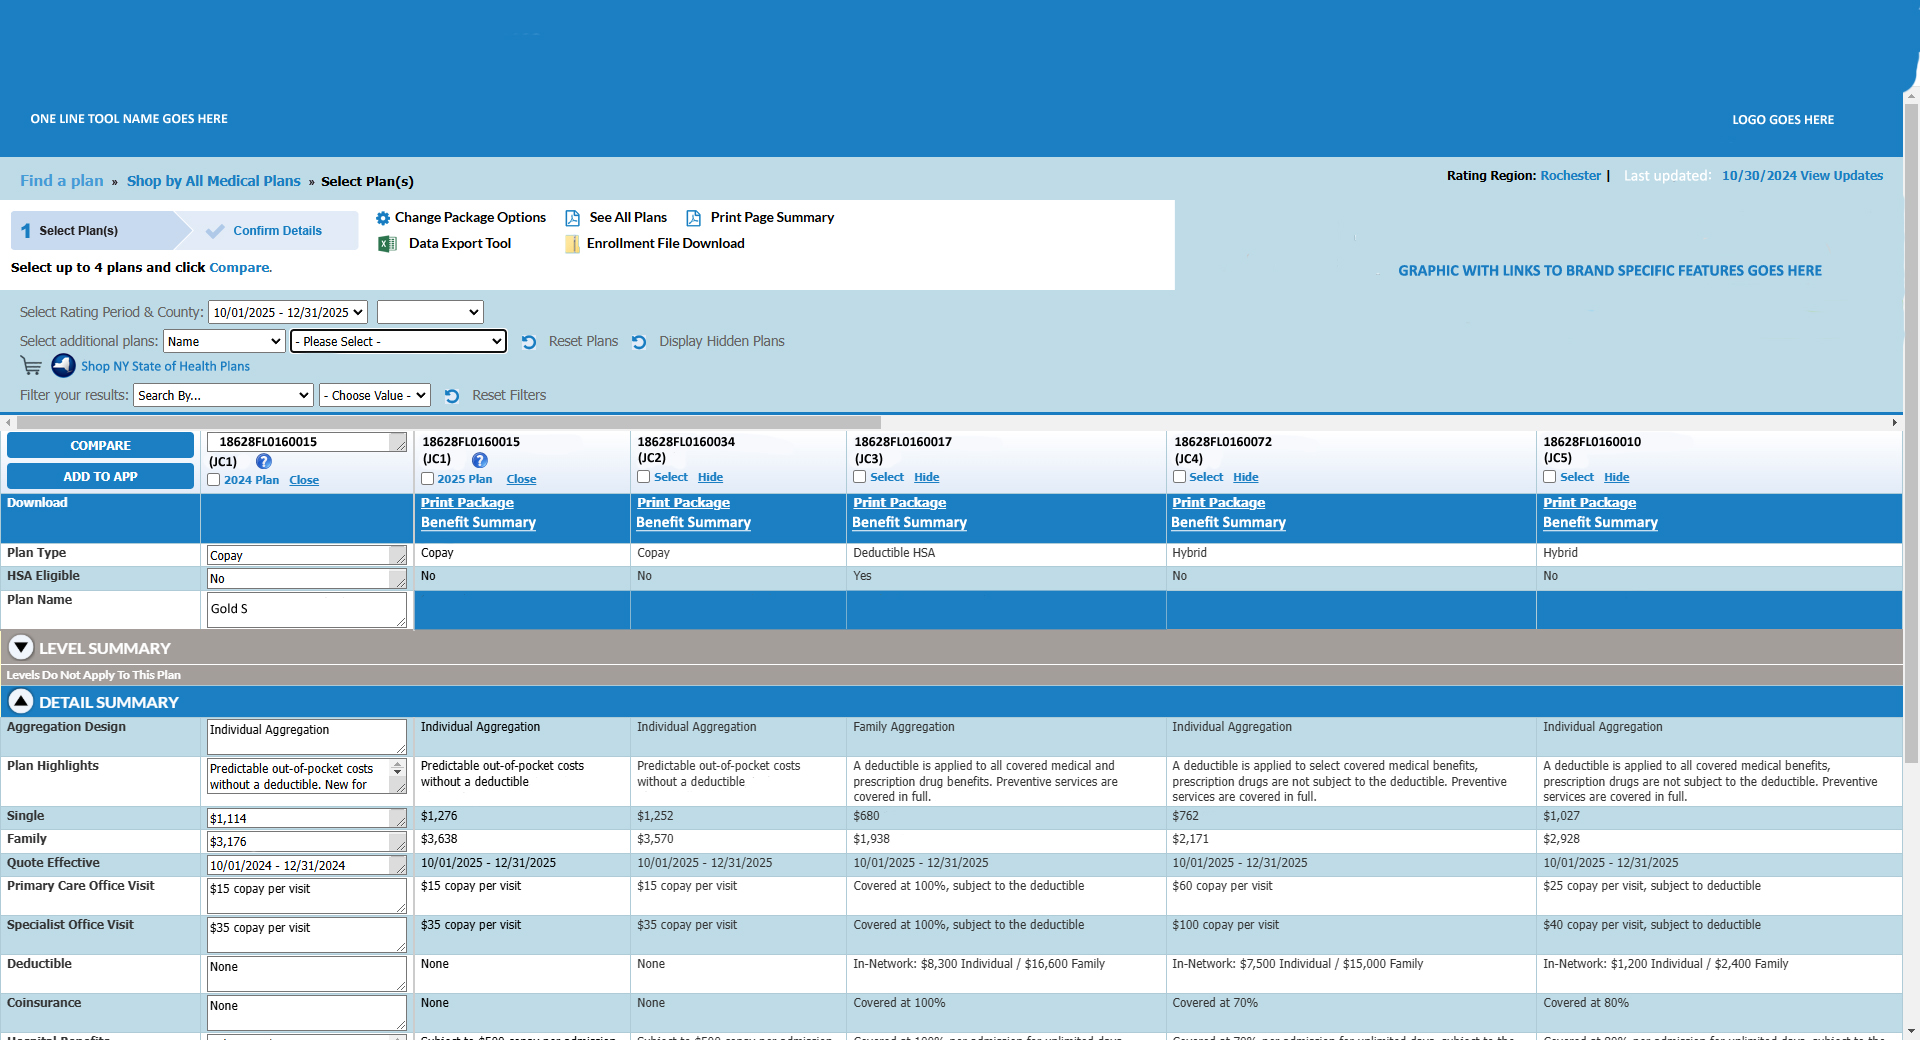 ONE LINE TOOL NAME GOES HERE
LOGO GOES HERE
Find a plan » Shop by All Medical Plans » Select Plan(s)
Rating Region: Rochester | Last updated: 10/30/2024 View Updates
1 Select Plan(s) Confirm Details
Change Package Options See All Plans Print Page Summary
Data Export Tool Enrollment File Download
Select up to 4 plans and click Compare.
GRAPHIC WITH LINKS TO BRAND SPECIFIC FEATURES GOES HERE
Select Rating Period & County: 10/01/2025 - 12/31/2025
Select additional plans: Name - Please Select - Reset Plans Display Hidden Plans
Shop NY State of Health Plans
Filter your results: Search By... - Choose Value - Reset Filters
COMPARE 18628FL0160015 18628FL0160015 18628FL0160034 18628FL0160017 18628FL0160072 18628FL0160010
(JC1) ? (JC1) ? (JC2) (JC3) (JC4) (JC5)
ADD TO APP 2024 Plan Close 2025 Plan Close Select Hide Select Hide Select Hide Select Hide
Download Print Package Print Package Print Package Print Package Print Package
Benefit Summary Benefit Summary Benefit Summary Benefit Summary Benefit Summary
Plan Type Copay Copay Copay Deductible HSA Hybrid Hybrid
HSA Eligible No No No Yes No No
Plan Name Gold S
LEVEL SUMMARY
Levels Do Not Apply To This Plan
DETAIL SUMMARY
Aggregation Design Individual Aggregation Individual Aggregation Individual Aggregation Family Aggregation Individual Aggregation Individual Aggregation
Plan Highlights Predictable out-of-pocket costs Predictable out-of-pocket costs Predictable out-of-pocket costs A deductible is applied to all covered medical and A deductible is applied to select covered medical benefits, A deductible is applied to all covered medical benefits,
without a deductible. New for without a deductible without a deductible prescription drug benefits. Preventive services are prescription drugs are not subject to the deductible. Preventive prescription drugs are not subject to the deductible. Preventive
covered in full. services are covered in full. services are covered in full.
Single $1,114 $1,276 $1,252 $680 $762 $1,027
Family $3,176 $3,638 $3,570 $1,938 $2,171 $2,928
Quote Effective 10/01/2024 - 12/31/2024 10/01/2025 - 12/31/2025 10/01/2025 - 12/31/2025 10/01/2025 - 12/31/2025 10/01/2025 - 12/31/2025 10/01/2025 - 12/31/2025
Primary Care Office Visit $15 copay per visit $15 copay per visit $15 copay per visit Covered at 100%, subject to the deductible $60 copay per visit $25 copay per visit, subject to deductible
Specialist Office Visit $35 copay per visit $35 copay per visit $35 copay per visit Covered at 100%, subject to the deductible $100 copay per visit $40 copay per visit, subject to deductible
Deductible None None None In-Network: $8,300 Individual / $16,600 Family In-Network: $7,500 Individual / $15,000 Family In-Network: $1,200 Individual / $2,400 Family
Coinsurance None None None Covered at 100% Covered at 70% Covered at 80%